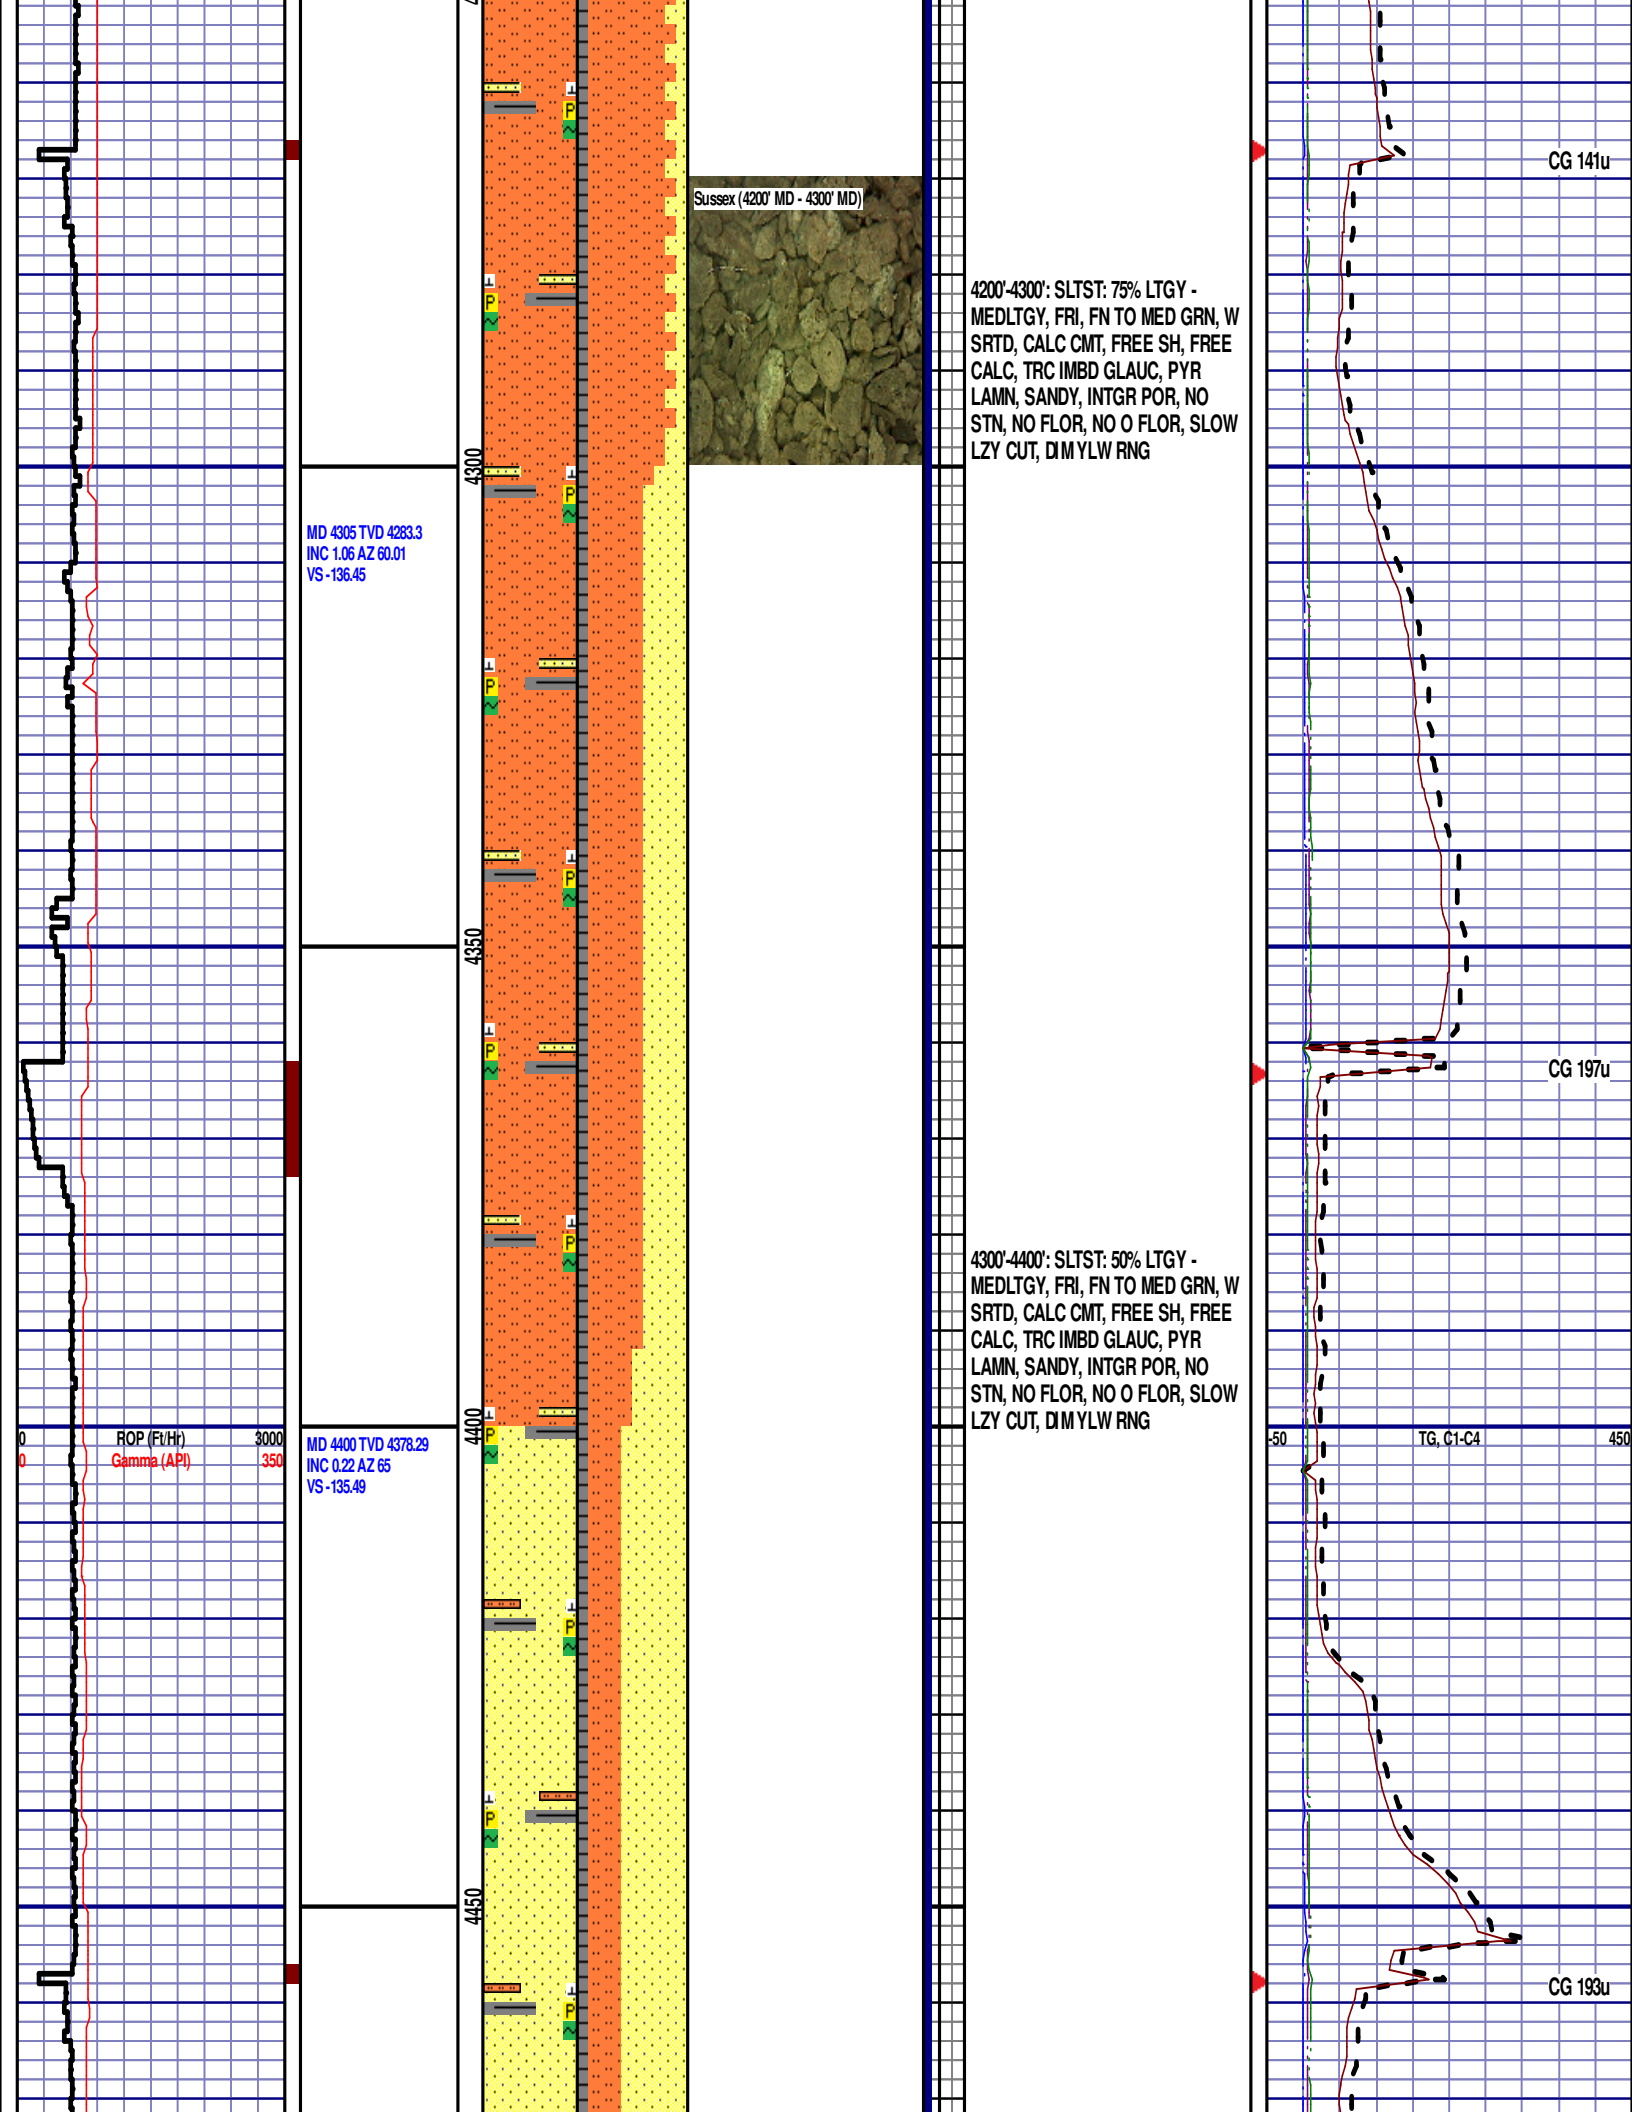 CG 141u
Sussex (4200' MD - 4300' MD)
4200'-4300': SLTST: 75% LTGY -
MEDLTGY, FRI, FN TO MED GRN, W
SRTD, CALC CMT, FREE SH, FREE
CALC, TRC IMBD GLAUC, PYR
LAMN, SANDY, INTGR POR, NO
STN, NO FLOR, NO O FLOR, SLOW
LZY CUT, DIM YLW RNG
4300
MD 4305 TVD 4283.3
INC 1.06 AZ 60.01
VS -136.45
4350
CG 197u
4300'-4400': SLTST: 50% LTGY -
MEDLTGY, FRI, FN TO MED GRN, W
SRTD, CALC CMT, FREE SH, FREE
CALC, TRC IMBD GLAUC, PYR
LAMN, SANDY, INTGR POR, NO
STN, NO FLOR, NO O FLOR, SLOW
LZY CUT, DIM YLW RNG
4400
0 ROP (Ft/Hr) 3000
0 Gamma (API) 350
MD 4400 TVD 4378.29
INC 0.22 AZ 65
VS -135.49
-50 TG, C1-C4 450
4450
CG 193u
P
P
P
P
P
P
P
P
P
P
P